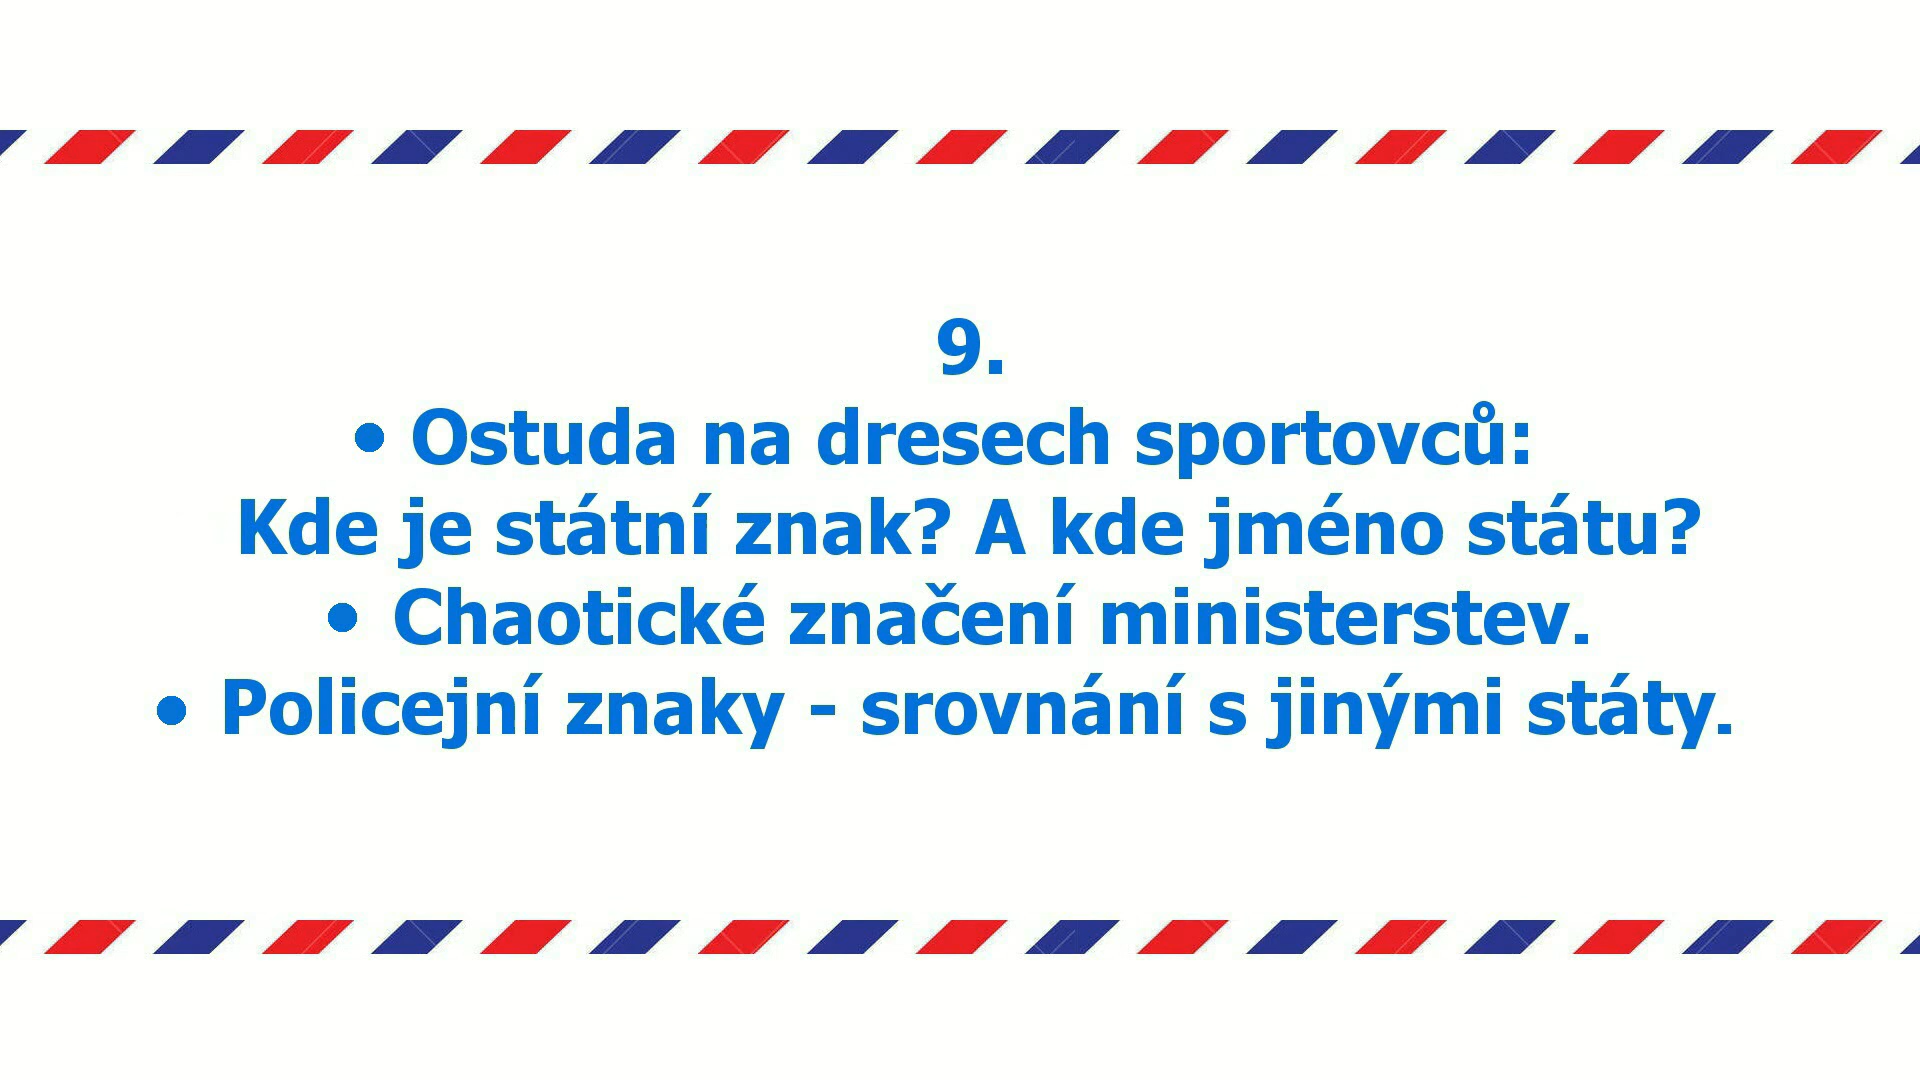 9.
• Ostuda na dresech sportovců:
Kde je státní znak? A kde jméno státu?
• Chaotické značení ministerstev.
• Policejní znaky - srovnání s jinými státy.